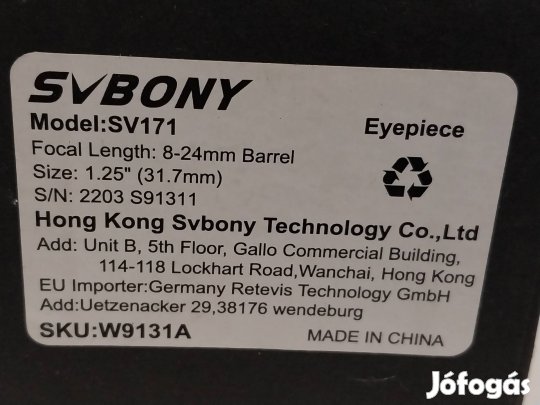 SVBONY
Model:SV171
Eyepiece
Focal Length: 8-24mm Barrel
Size: 1.25" (31.7mm)
S/N: 2203 S91311
Hong Kong Svbony Technology Co.,Ltd
Add: Unit B, 5th Floor, Gallo Commercial Building,
114-118 Lockhart Road,Wanchai, Hong Kong
EU Importer:Germany Retevis Technology GmbH
Add:Uetzenacker 29,38176 wendeburg
SKU:W9131A
MADE IN CHINA
Jófogás